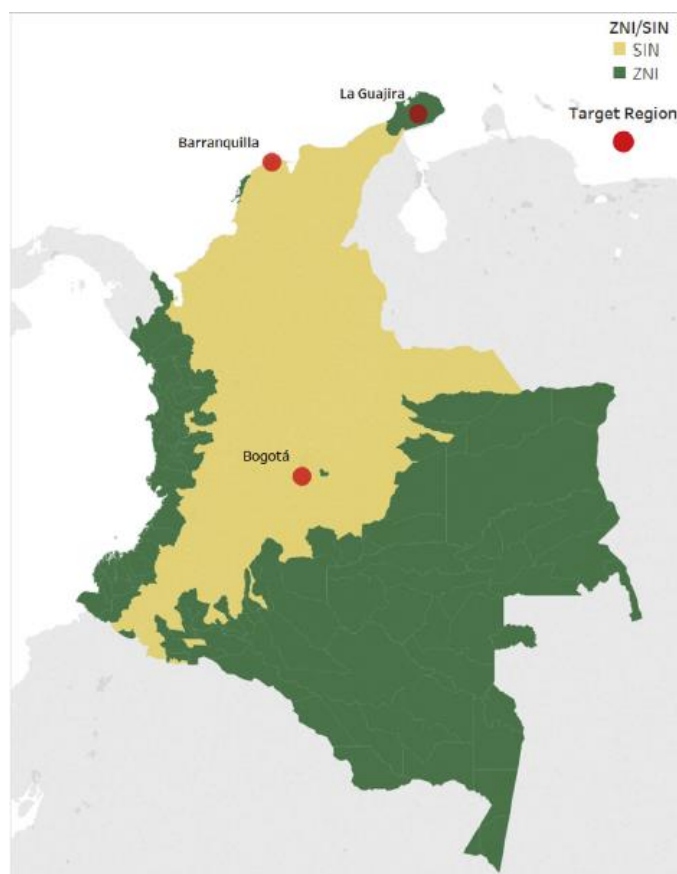 ZNI/SIN
SIN
ZNI
La Guajira
Target Region
Barranquilla
Bogotá